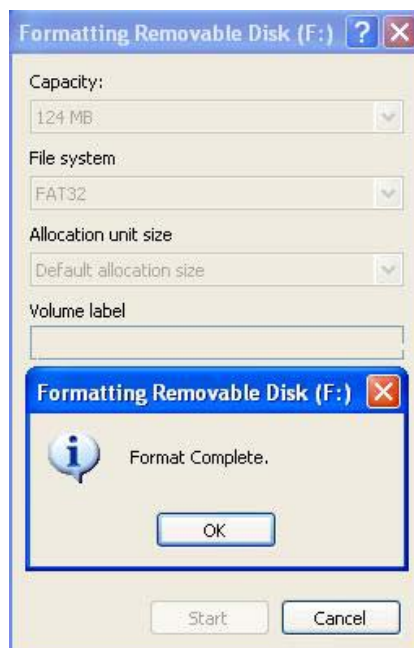 Formatting Removable Disk (F:)
Capacity:
124 MB
File system
FAT32
Allocation unit size
Default allocation size
Volume label
Formatting Removable Disk (F:)
Format Complete.
OK
Start Cancel